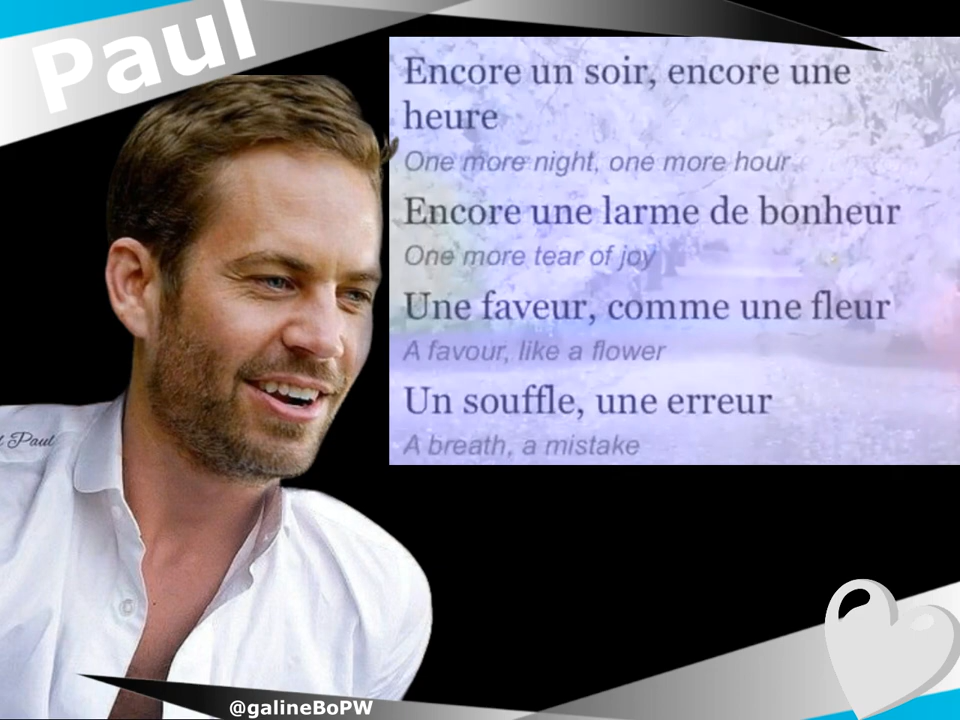 Paul
Encore un soir, encore une
heure
One more night, one more hour
Encore une larme de bonheur
One more tear of joy
Une faveur, comme une fleur
A favour, like a flower
Un souffle, une erreur
A breath, a mistake
Paul
@galineBoPW